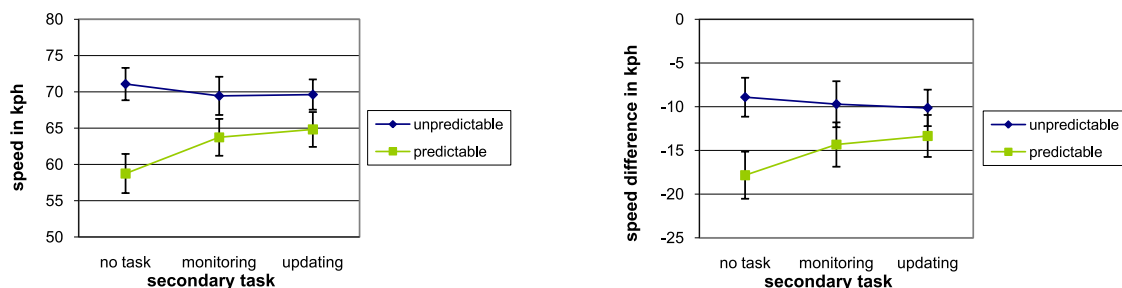 80
75
70
65
60
55
50
speed in kph
no task monitoring updating
secondary task
unpredictable
predictable
0
-5
-10
-15
-20
-25
speed difference in kph
no task monitoring updating
secondary task
unpredictable
predictable